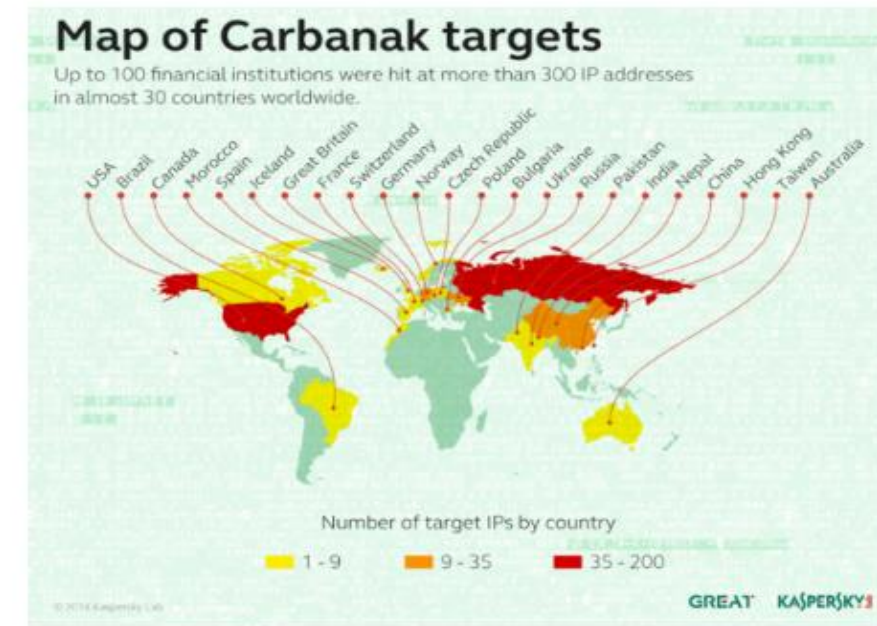 Map of Carbanak targets
Up to 100 financial institutions were hit at more than 300 IP addresses
in almost 30 countries worldwide.
USA
Brazil
Canada
Morocco
Spain
Iceland
Great Britain
France
Switzerland
Germany
Norway
Czech Republic
Poland
Bulgaria
Ukraine
Russia
Pakistan
India
Nepal
China
Hong Kong
Taiwan
Australia
Number of target IPs by country
1 - 9
9 - 35
35 - 200
Kaspersky Lab
GREAT KASPERSKY